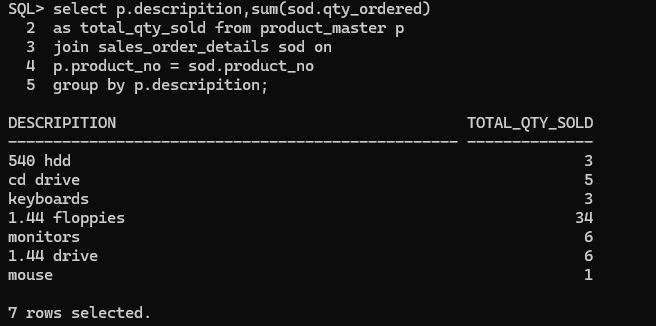 SQL> select p.descripition,sum(sod.qty_ordered)
  2  as total_qty_sold from product_master p
  3  join sales_order_details sod on
  4  p.product_no = sod.product_no
  5  group by p.descripition;

DESCRIPITION                                       TOTAL_QTY_SOLD
-------------------------------------------------- --------------
540 hdd                                                         3
cd drive                                                        5
keyboards                                                       3
1.44 floppies                                                  34
monitors                                                        6
1.44 drive                                                      6
mouse                                                           1

7 rows selected.